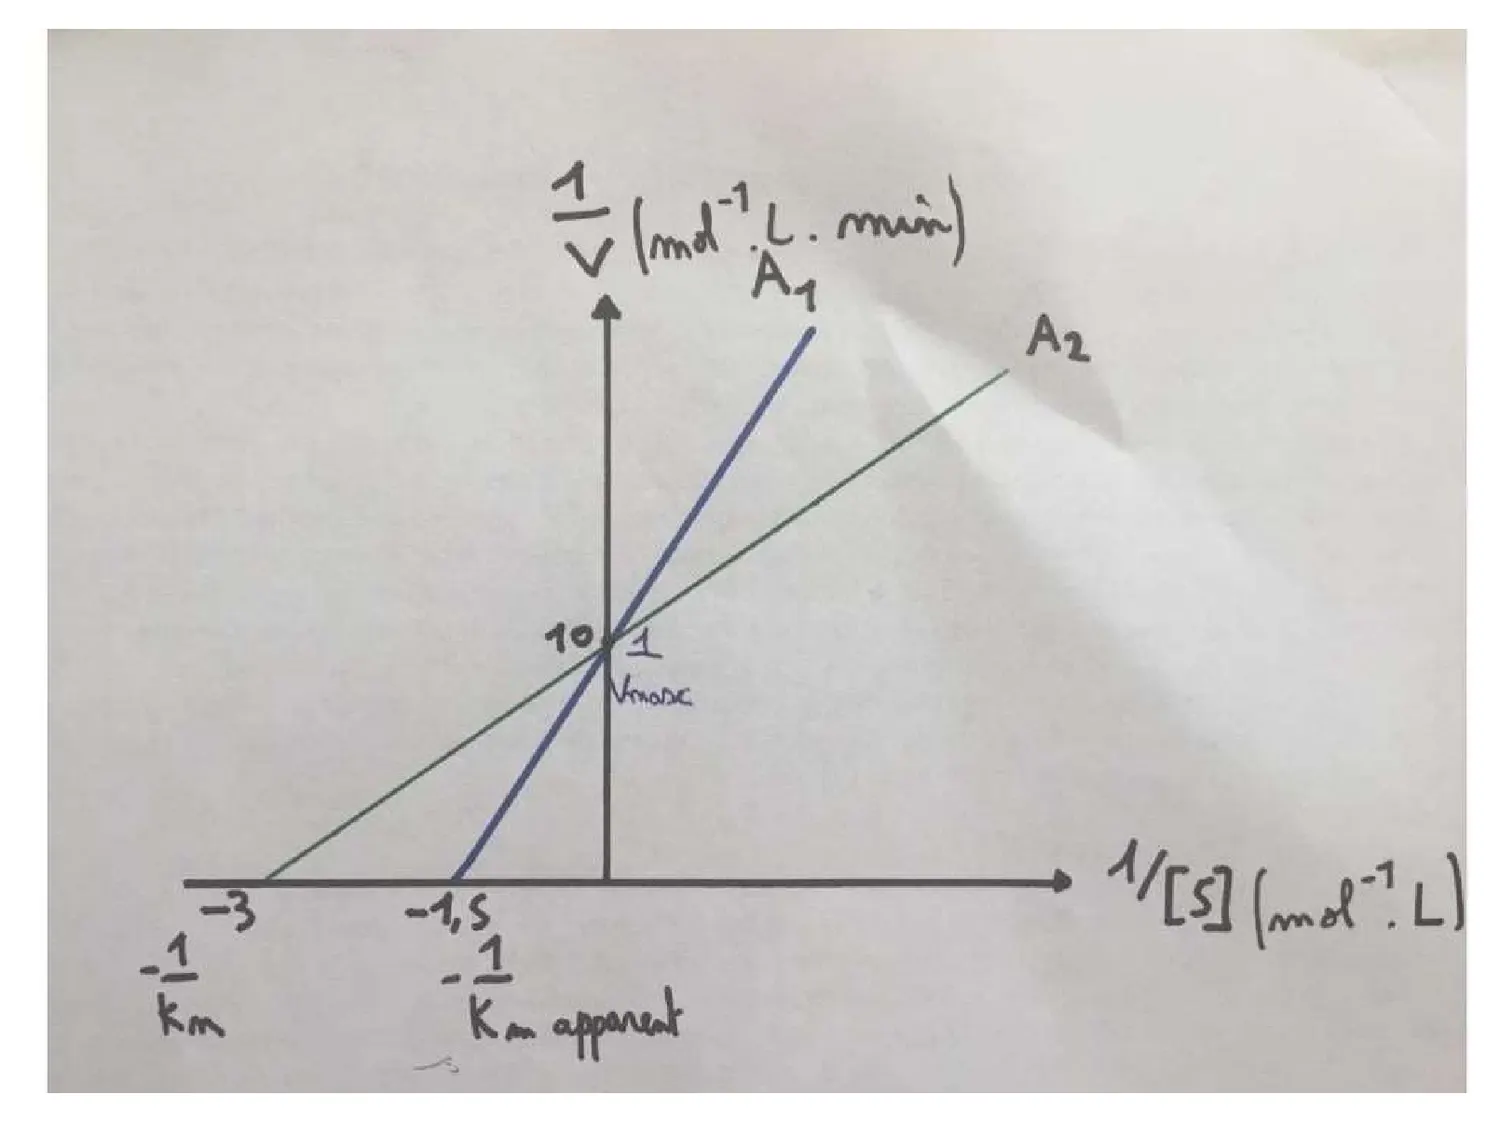 1/V (mol⁻¹.L.min)
A₁
A₂
10
1/Vmax
-3
-1,5
1/[S] (mol⁻¹.L)
-1/Km
-1/Km apparent